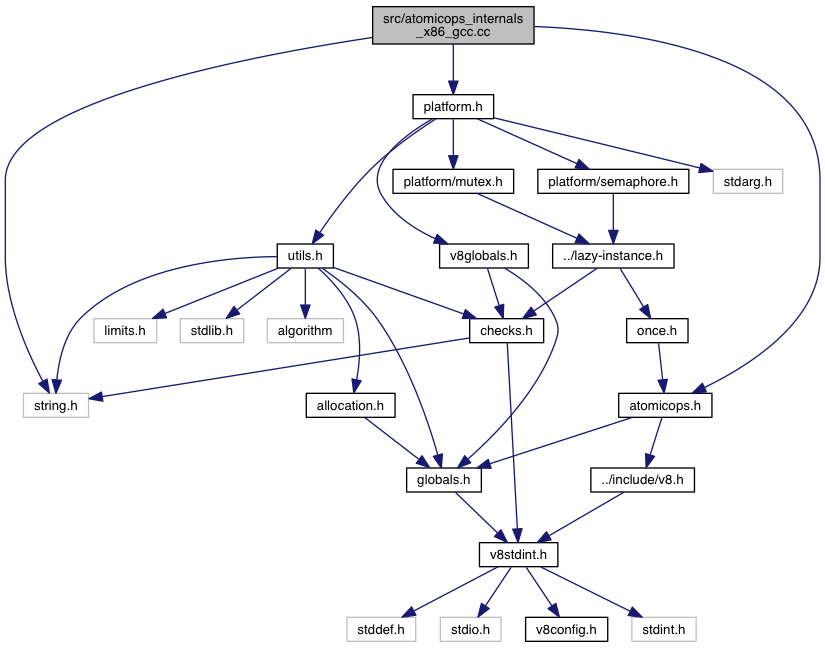 src/atomicops_internals
_x86_gcc.cc
platform.h
platform/mutex.h
platform/semaphore.h
stdarg.h
utils.h
v8globals.h
../lazy-instance.h
limits.h
stdlib.h
algorithm
checks.h
once.h
string.h
allocation.h
atomicops.h
globals.h
../include/v8.h
v8stdint.h
stddef.h
stdio.h
v8config.h
stdint.h